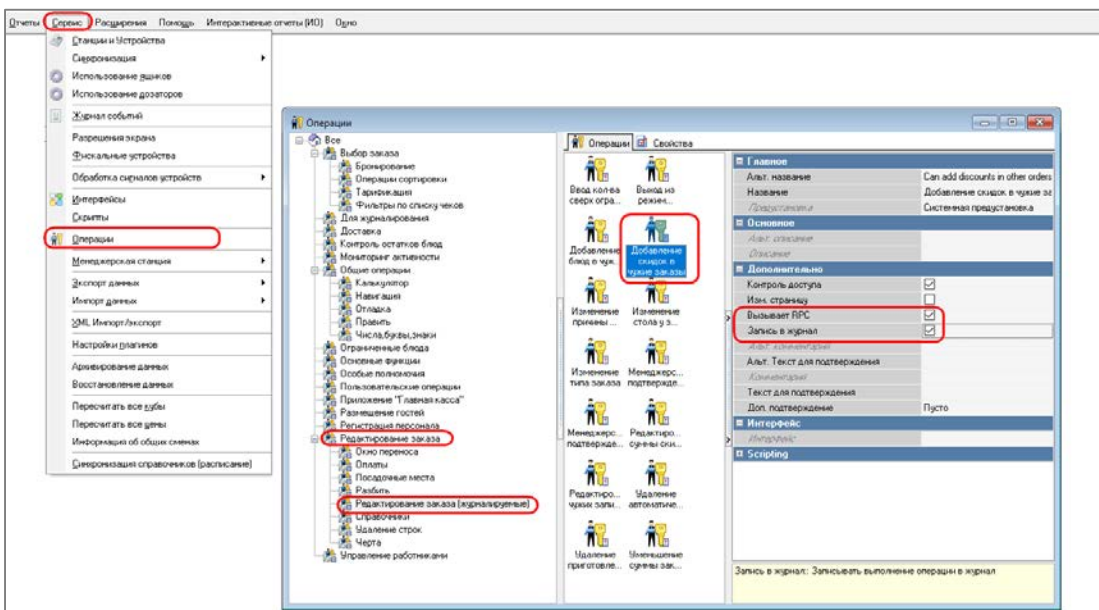 Отчеты Сервис Расширения Помощь Интерактивные отчеты (ИО) Окно
Станции и Устройства
Синхронизация
Использование ящиков
Использование дозаторов
Журнал событий
Разрешения экрана
Фискальные устройства
Обработка сигналов устройств
Интерфейсы
Скрипты
Операции
Менеджерская станция
Экспорт данных
Импорт данных
XML Импорт/экспорт
Настройки плагинов
Архивирование данных
Восстановление данных
Пересчитать все кубы
Пересчитать все цены
Информация об общих сменах
Синхронизация справочников (расписание)
Операции
Все
Выбор заказа
Бронирование
Операции сортировки
Тарификация
Фильтры по списку чеков
Для журналирования
Доставка
Контроль остатков блюд
Мониторинг активности
Общие операции
Калькулятор
Навигация
Отладка
Править
Числа,буквы,знаки
Ограниченные блюда
Основные функции
Особые полномочия
Пользовательские операции
Приложение "Главная касса"
Размещение гостей
Регистрация персонала
Редактирование заказа
Окно переноса
Оплаты
Посадочные места
Разбить
Редактирование заказа (журналируемые)
Справочники
Удаление строк
Черта
Управление работниками
Операции Свойства
Ввод кол-ва
сверх огра...
Выход из
режим...
Добавление
блюд в чуж...
Добавление
скидок в
чужие заказы
Изменение
причины ...
Изменение
стола у з...
Изменение
типа заказа
Менеджерс...
подтвержде...
Менеджерс...
подтвержде...
Редактиро...
суммы ски...
Редактиро...
чужих запи...
Удаление
автоматиче...
Удаление
приготовле...
Уменьшение
суммы зак...
Главное
Альт. название Can add discounts in other orders
Название Добавление скидок в чужие за
Предустановка Системная предустановка
Основное
Альт. описание
Описание
Дополнительно
Контроль доступа
Изм. страницу
Вызывает RPC
Запись в журнал
Альт. комментарий
Альт. Текст для подтверждения
Комментарий
Текст для подтверждения
Доп. подтверждение Пусто
Интерфейс
Интерфейс
Scripting
Запись в журнал:: Записывать выполнение операции в журнал